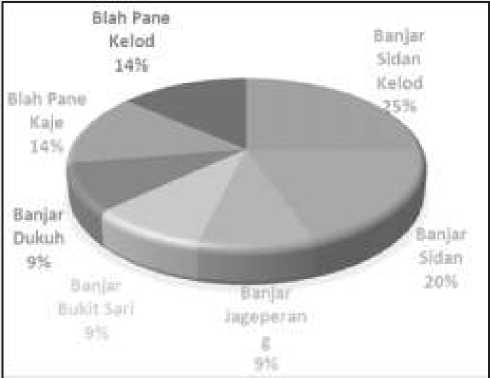 Blah Pane
Kelod
14%
Banjar
Sidan
Kelod
25%
Banjar
Sidan
20%
Banjar
Jageperan
g
9%
Banjar
Bukit Sari
9%
Banjar
Dukuh
9%
Blah Pane
Kaje
14%